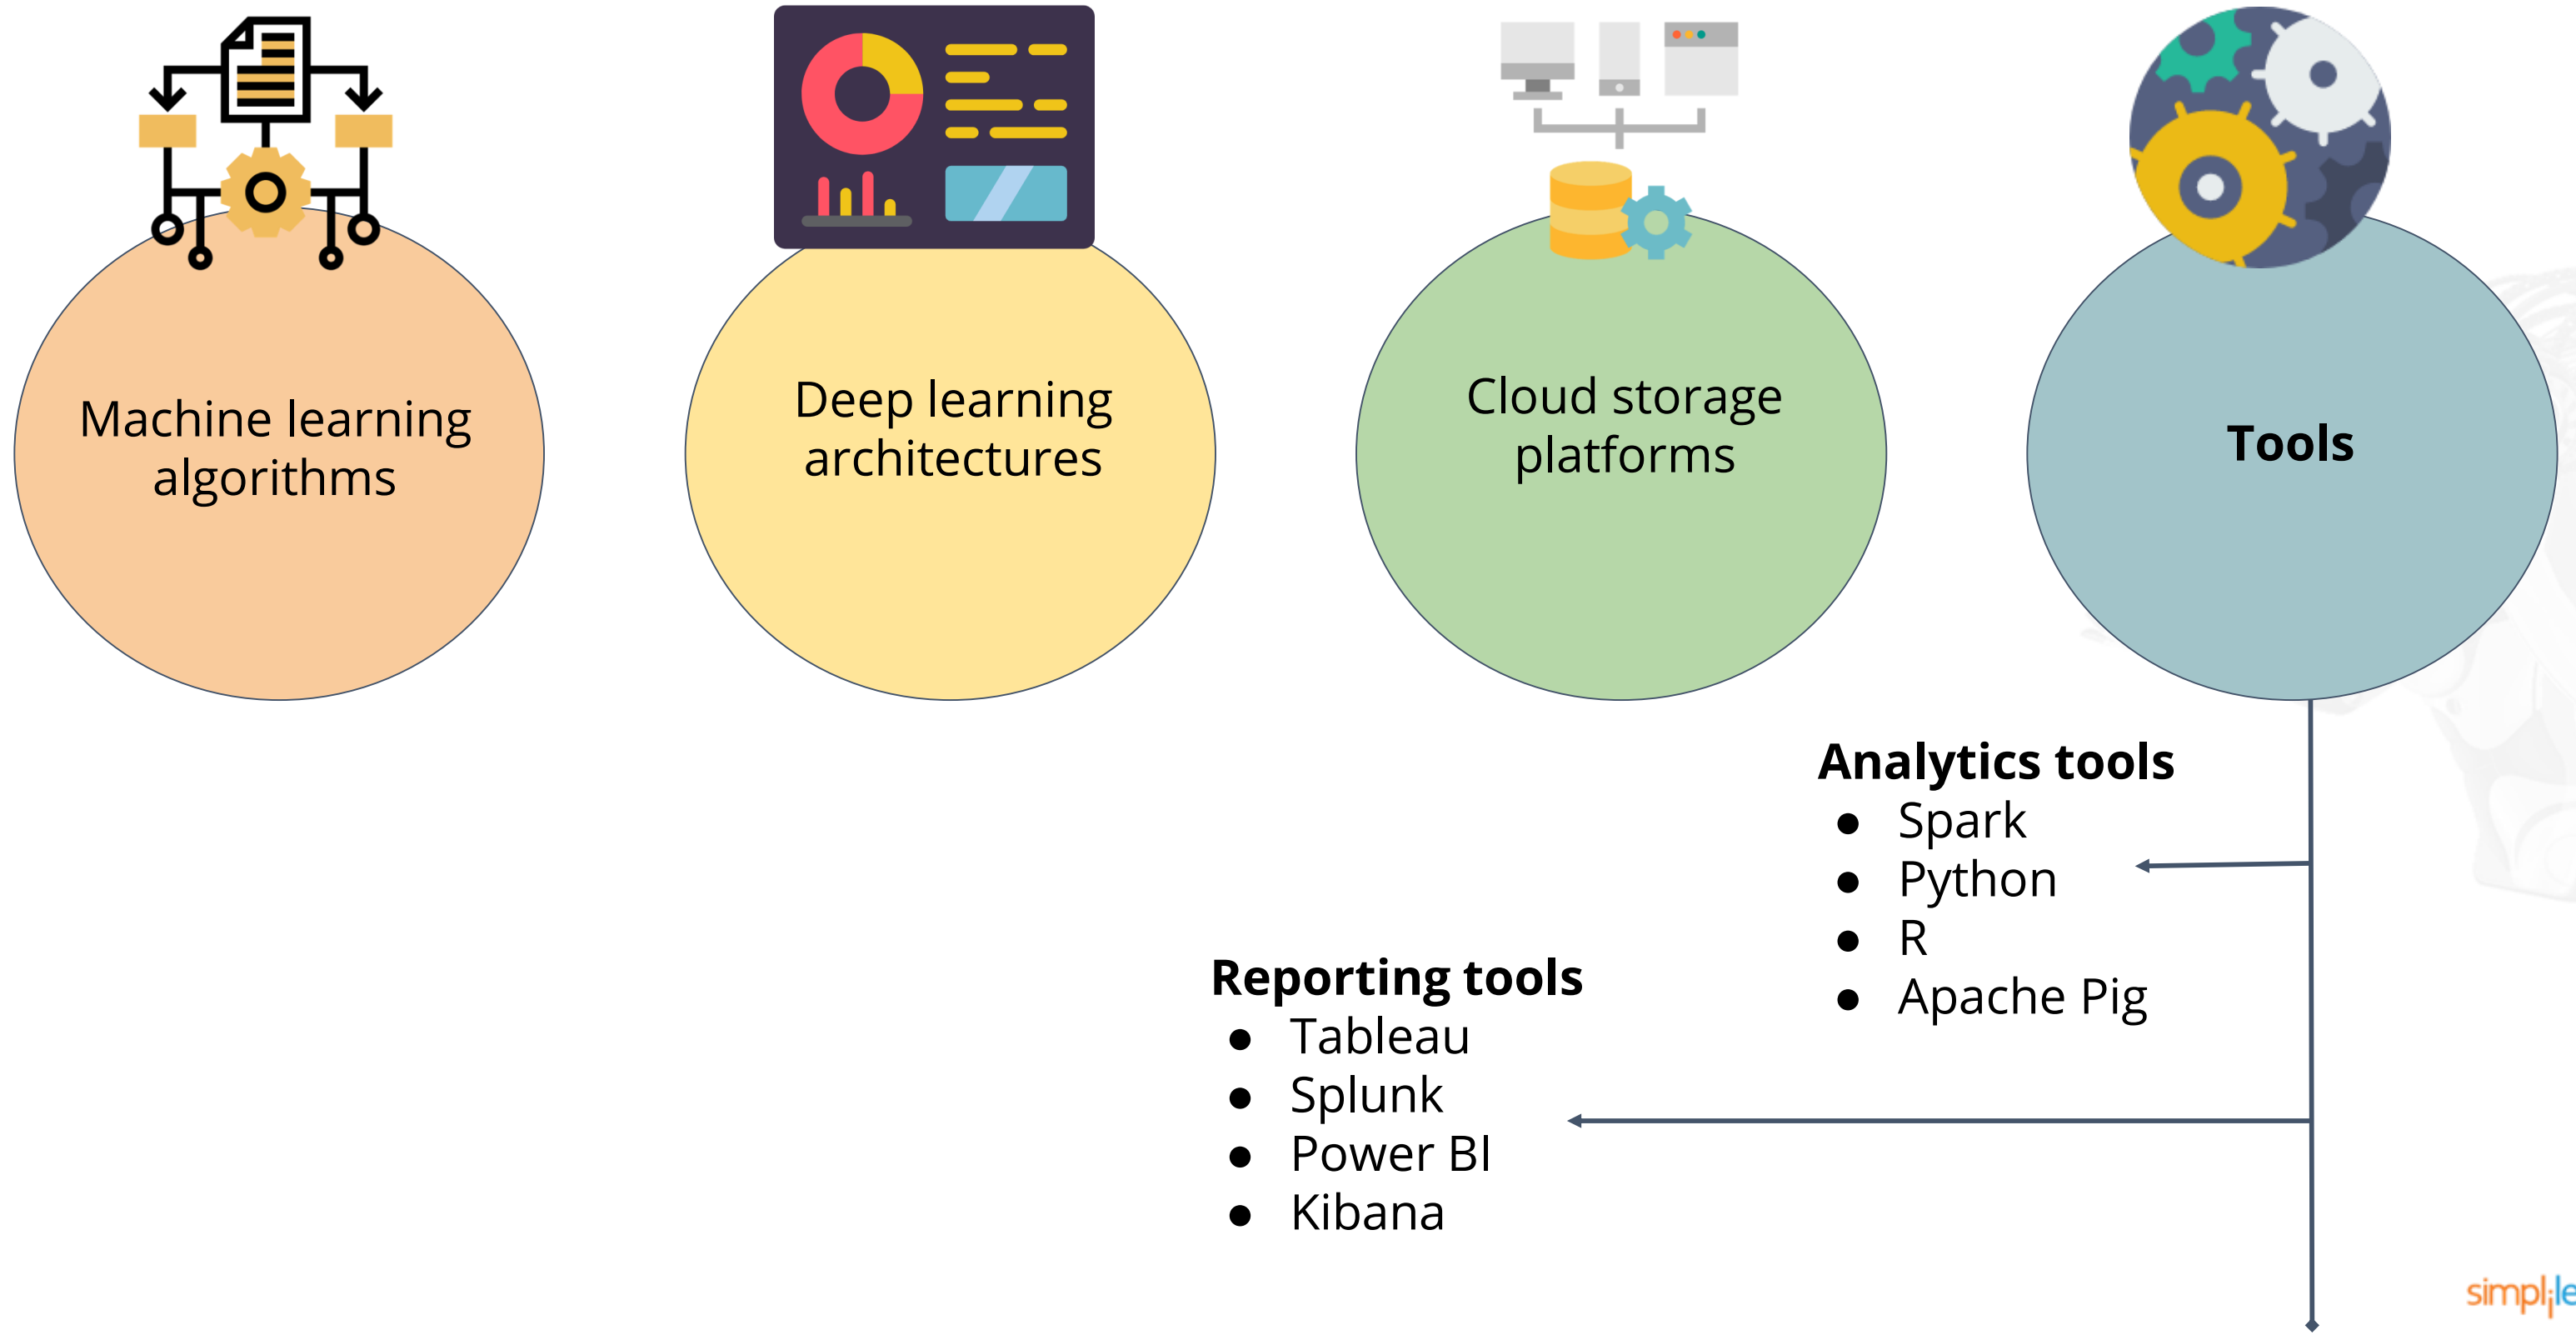 Machine learning
algorithms
Deep learning
architectures
Cloud storage
platforms
Tools
Analytics tools
● Spark
● Python
● R
● Apache Pig
Reporting tools
● Tableau
● Splunk
● Power BI
● Kibana
simplile